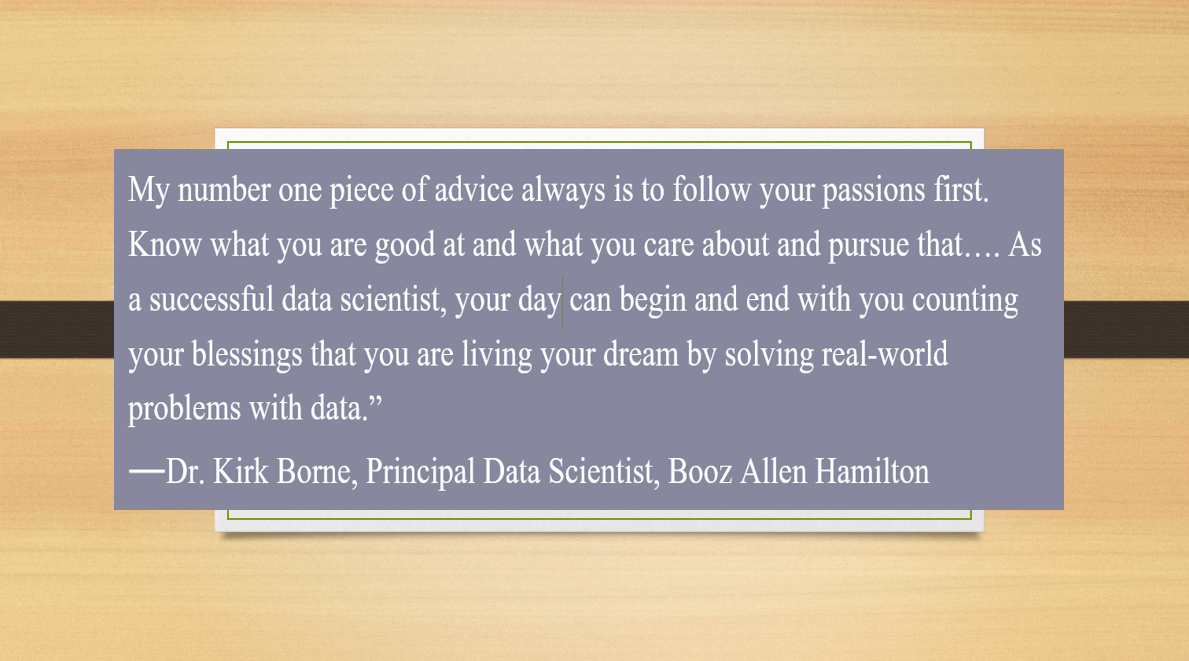 My number one piece of advice always is to follow your passions first.
Know what you are good at and what you care about and pursue that…. As
a successful data scientist, your day can begin and end with you counting
your blessings that you are living your dream by solving real-world
problems with data.”
—Dr. Kirk Borne, Principal Data Scientist, Booz Allen Hamilton